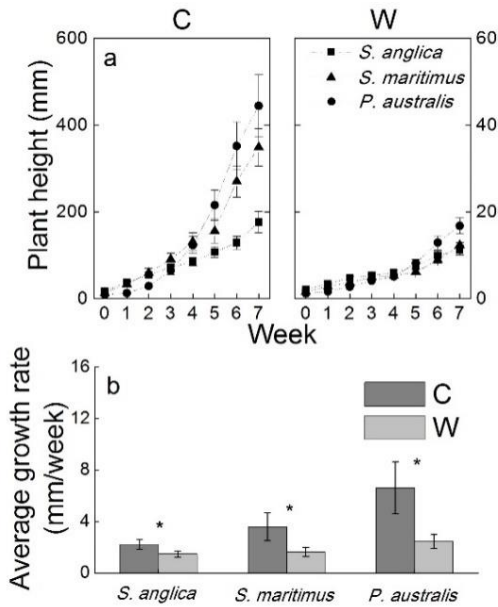 C
W
Plant height (mm)
600
400
200
0
a
0 1 2 3 4 5 6 7
S. anglica
S. maritimus
P. australis
60
40
20
0
0 1 2 3 4 5 6 7
Week
Average growth rate
(mm/week)
16
12
8
4
0
b
C
W
*
*
*
S. anglica
S. maritimus
P. australis